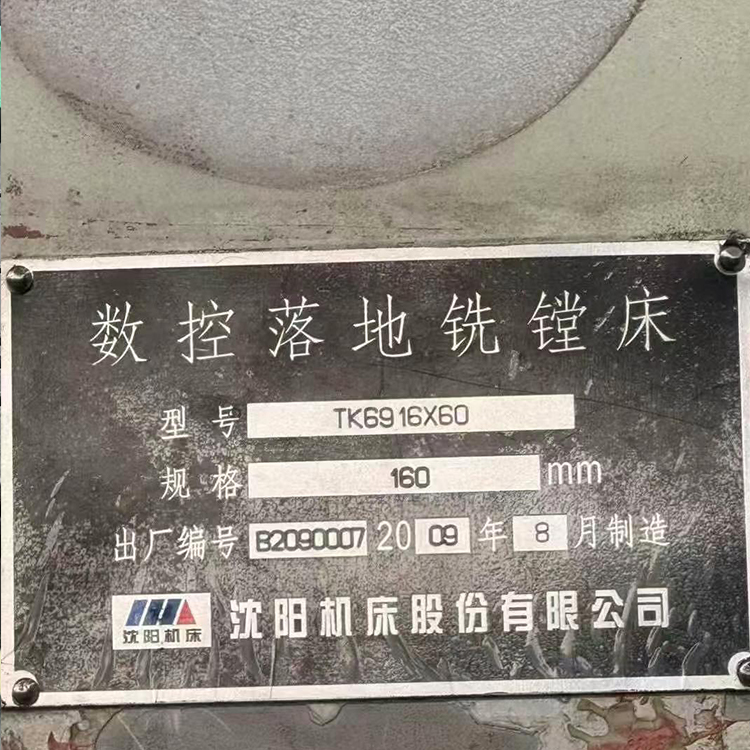 数控落地铣镗床
型号 TK6916X60
规格 160 mm
出厂编号 B2090007 2009年8月制造
沈阳机床 沈阳机床股份有限公司